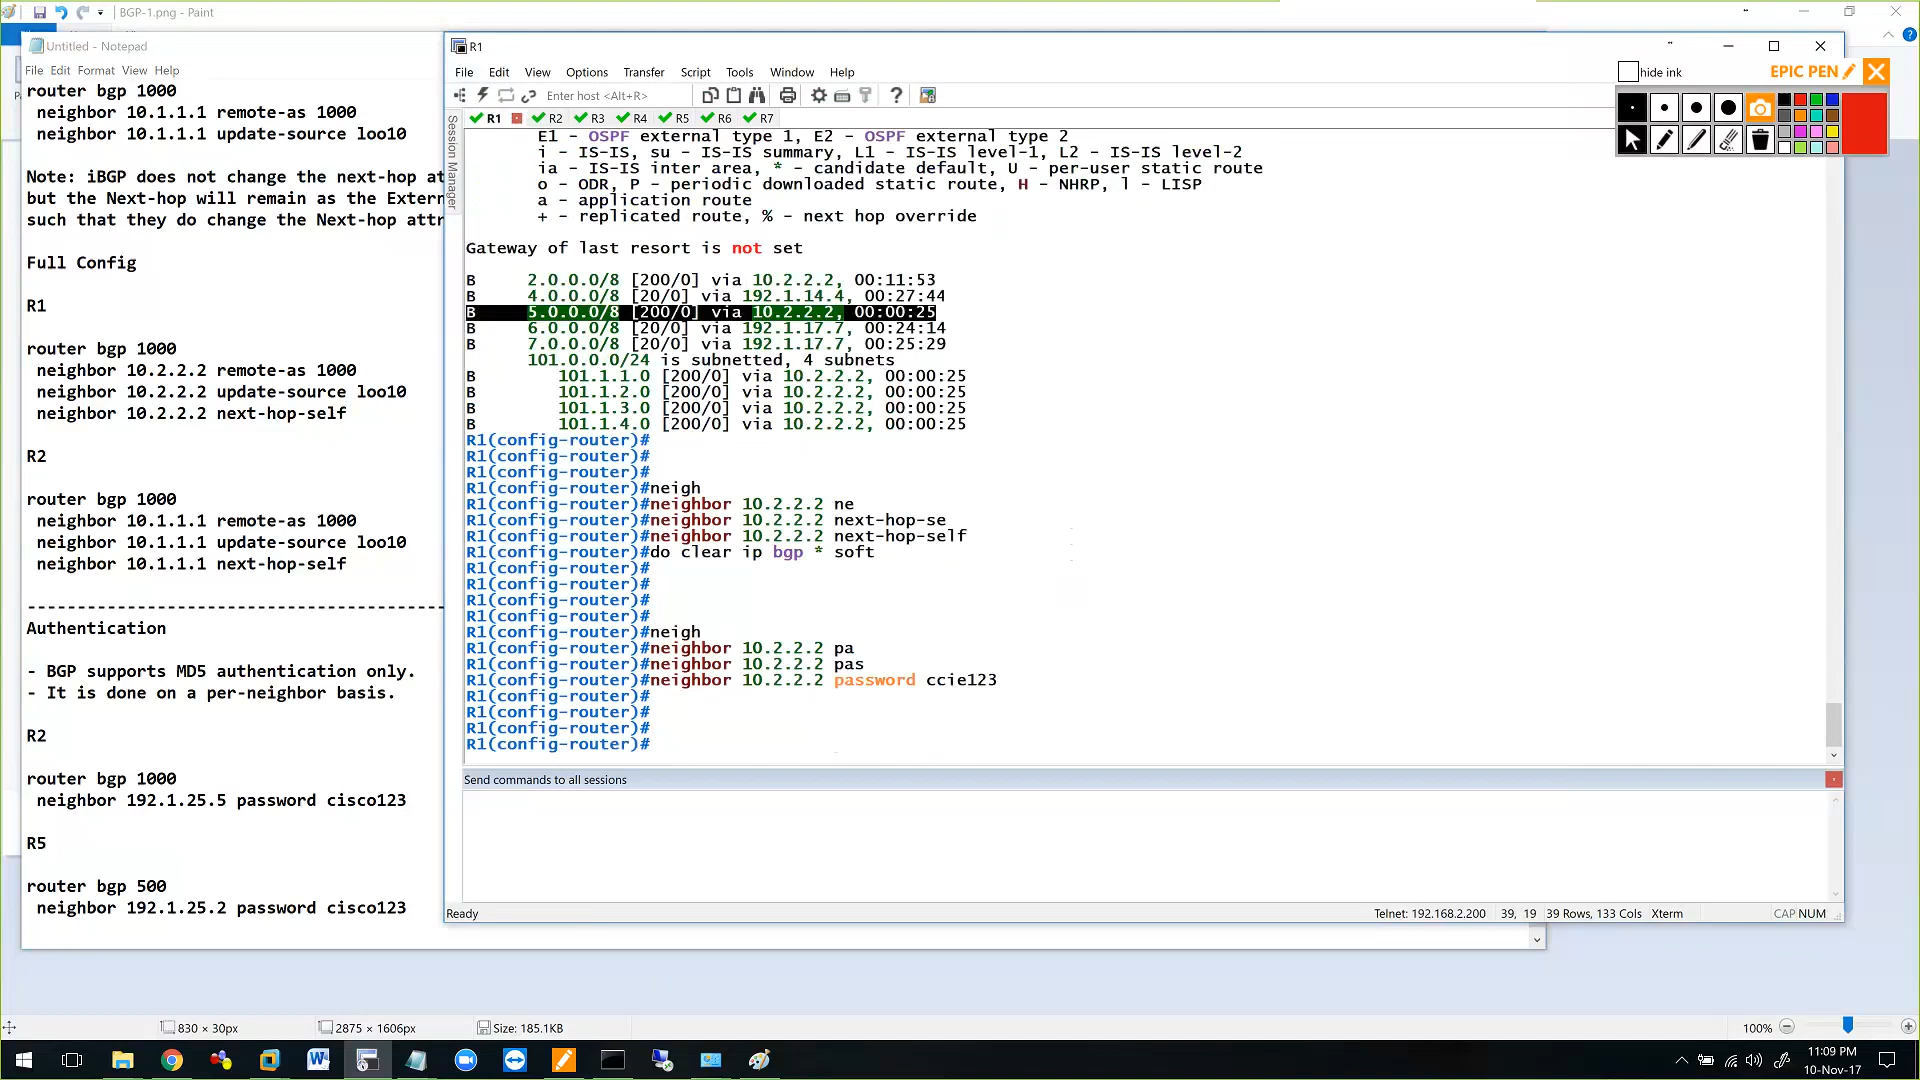 BGP-1.png - Paint
Untitled - Notepad
File Edit Format View Help
router bgp 1000
neighbor 10.1.1.1 remote-as 1000
neighbor 10.1.1.1 update-source loo10
Note: iBGP does not change the next-hop at
but the Next-hop will remain as the Extern
such that they do change the Next-hop attr
Full Config
R1
router bgp 1000
neighbor 10.2.2.2 remote-as 1000
neighbor 10.2.2.2 update-source loo10
neighbor 10.2.2.2 next-hop-self
R2
router bgp 1000
neighbor 10.1.1.1 remote-as 1000
neighbor 10.1.1.1 update-source loo10
neighbor 10.1.1.1 next-hop-self
------------------------------------------
Authentication
- BGP supports MD5 authentication only.
- It is done on a per-neighbor basis.
R2
router bgp 1000
neighbor 192.1.25.5 password cisco123
R5
router bgp 500
neighbor 192.1.25.2 password cisco123
R1
File Edit View Options Transfer Script Tools Window Help
Enter host <Alt+R>
Session Manager
R1 R2 R3 R4 R5 R6 R7
E1 - OSPF external type 1, E2 - OSPF external type 2
i - IS-IS, su - IS-IS summary, L1 - IS-IS level-1, L2 - IS-IS level-2
ia - IS-IS inter area, * - candidate default, U - per-user static route
o - ODR, P - periodic downloaded static route, H - NHRP, l - LISP
a - application route
+ - replicated route, % - next hop override
Gateway of last resort is not set
B 2.0.0.0/8 [200/0] via 10.2.2.2, 00:11:53
B 4.0.0.0/8 [20/0] via 192.1.14.4, 00:27:44
B 5.0.0.0/8 [200/0] via 10.2.2.2, 00:00:25
B 6.0.0.0/8 [20/0] via 192.1.17.7, 00:24:14
B 7.0.0.0/8 [20/0] via 192.1.17.7, 00:25:29
101.0.0.0/24 is subnetted, 4 subnets
B 101.1.1.0 [200/0] via 10.2.2.2, 00:00:25
B 101.1.2.0 [200/0] via 10.2.2.2, 00:00:25
B 101.1.3.0 [200/0] via 10.2.2.2, 00:00:25
B 101.1.4.0 [200/0] via 10.2.2.2, 00:00:25
R1(config-router)#
R1(config-router)#
R1(config-router)#
R1(config-router)#neigh
R1(config-router)#neighbor 10.2.2.2 ne
R1(config-router)#neighbor 10.2.2.2 next-hop-se
R1(config-router)#neighbor 10.2.2.2 next-hop-self
R1(config-router)#do clear ip bgp * soft
R1(config-router)#
R1(config-router)#
R1(config-router)#
R1(config-router)#
R1(config-router)#neigh
R1(config-router)#neighbor 10.2.2.2 pa
R1(config-router)#neighbor 10.2.2.2 pas
R1(config-router)#neighbor 10.2.2.2 password ccie123
R1(config-router)#
R1(config-router)#
R1(config-router)#
R1(config-router)#
Send commands to all sessions
Ready
Telnet: 192.168.2.200 39, 19 39 Rows, 133 Cols Xterm CAP NUM
hide ink EPIC PEN
830 × 30px 2875 × 1606px Size: 185.1KB 100%
11:09 PM
10-Nov-17